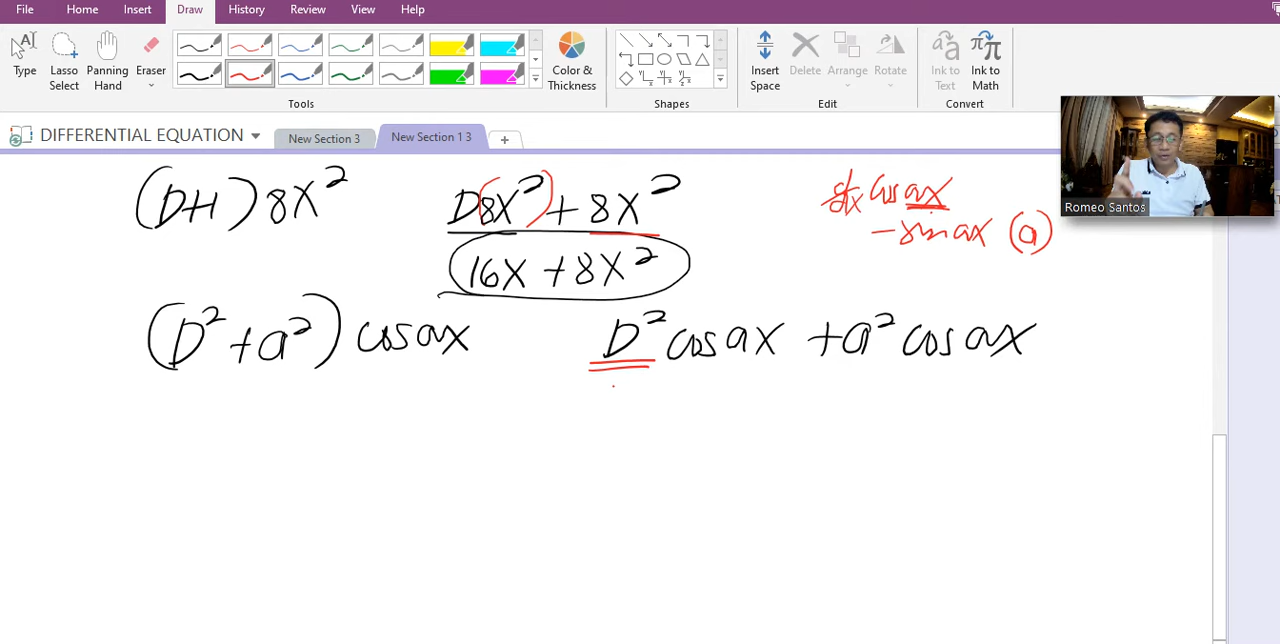 File Home Insert Draw History Review View Help
Type Lasso Select Panning Hand Eraser Color & Thickness Insert Space Delete Arrange Rotate Ink to Text Ink to Math
Tools Shapes Edit Convert
DIFFERENTIAL EQUATION New Section 3 New Section 1 3 +
Romeo Santos
(D+1)8x² D(8x²)+8x² d/dx cos ax
-sin ax (a)
16x+8x²
(D²+a²) cos ax D² cos ax +a² cos ax